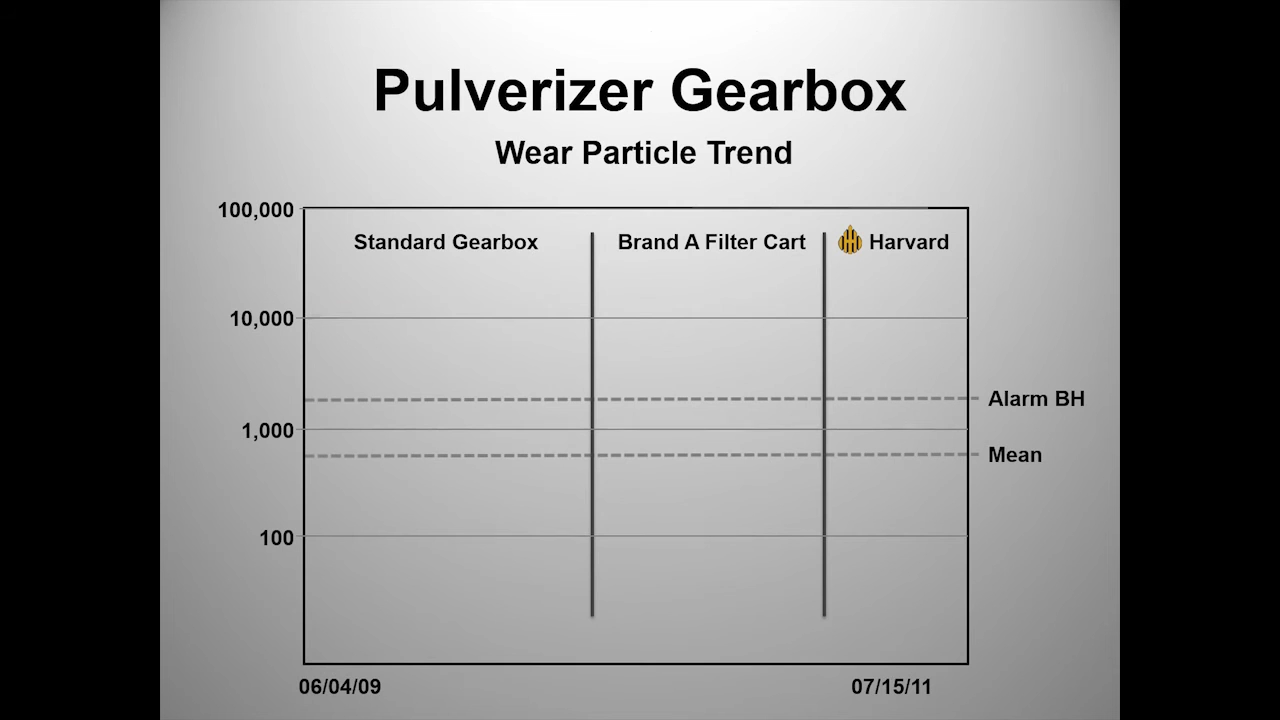 Pulverizer Gearbox
Wear Particle Trend
100,000
Standard Gearbox
Brand A Filter Cart
Harvard
10,000
Alarm BH
1,000
Mean
100
06/04/09
07/15/11